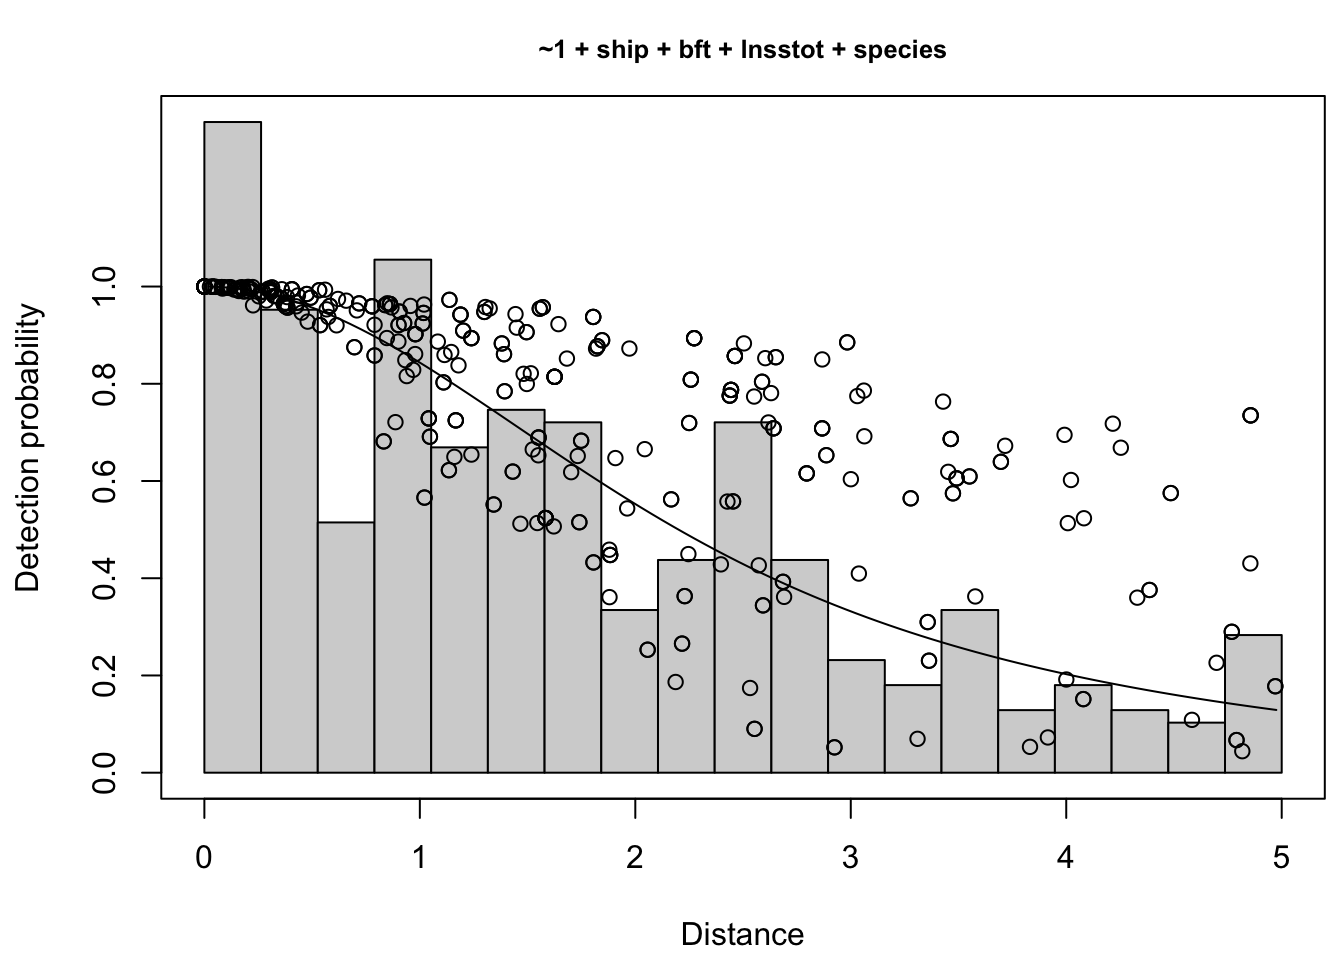 ~1 + ship + bft + lnsstot + species
Detection probability
1.0
0.8
0.6
0.4
0.2
0.0
0 1 2 3 4 5
Distance